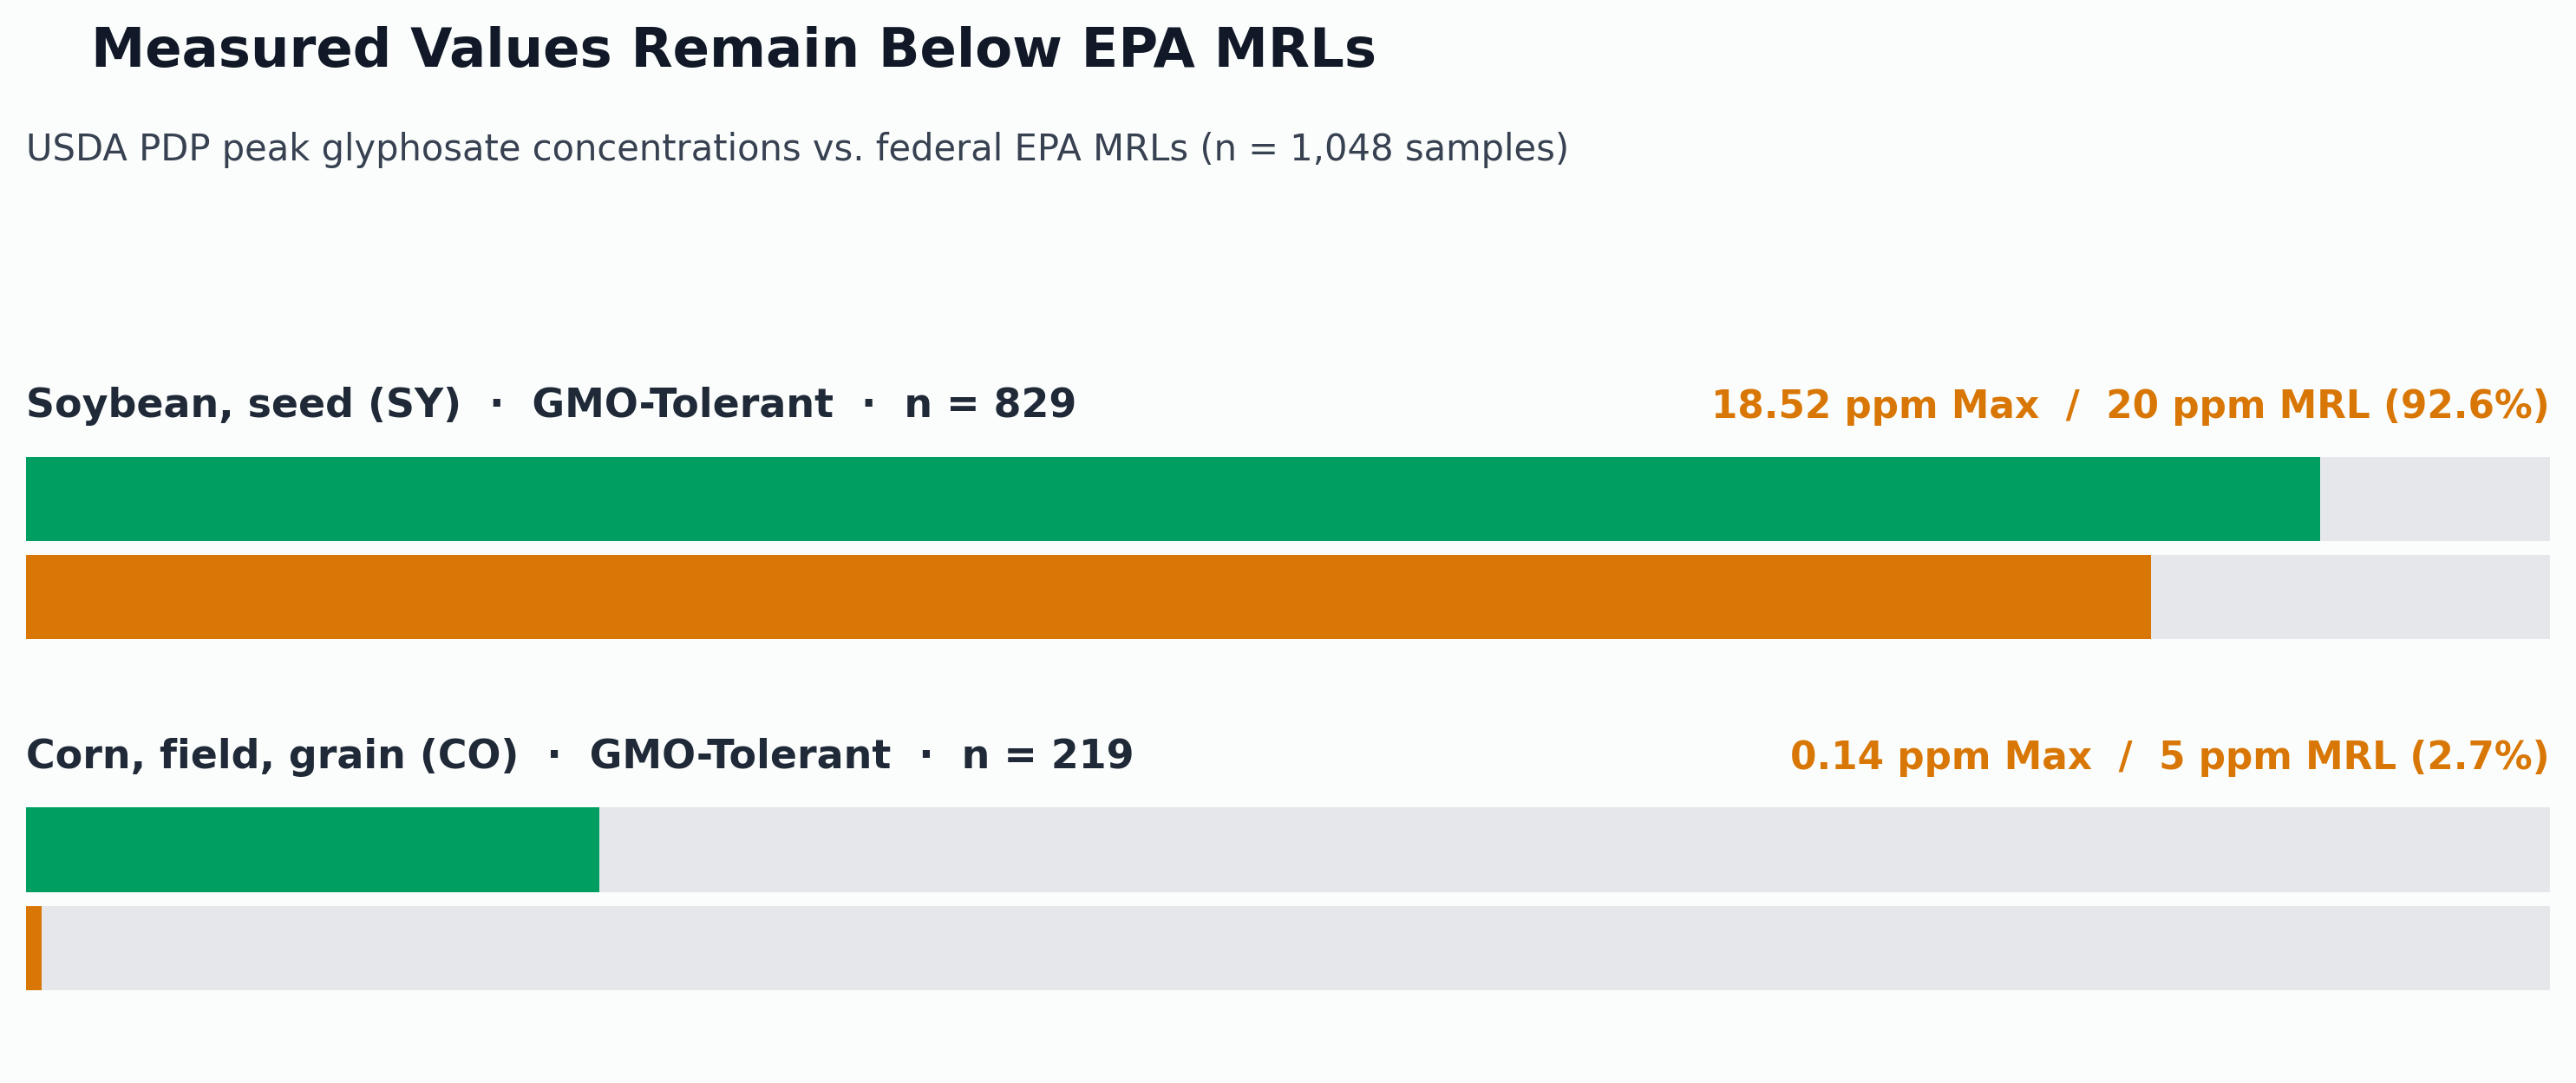 Measured Values Remain Below EPA MRLs
USDA PDP peak glyphosate concentrations vs. federal EPA MRLs (n = 1,048 samples)
Soybean, seed (SY) · GMO-Tolerant · n = 829
18.52 ppm Max / 20 ppm MRL (92.6%)
Corn, field, grain (CO) · GMO-Tolerant · n = 219
0.14 ppm Max / 5 ppm MRL (2.7%)